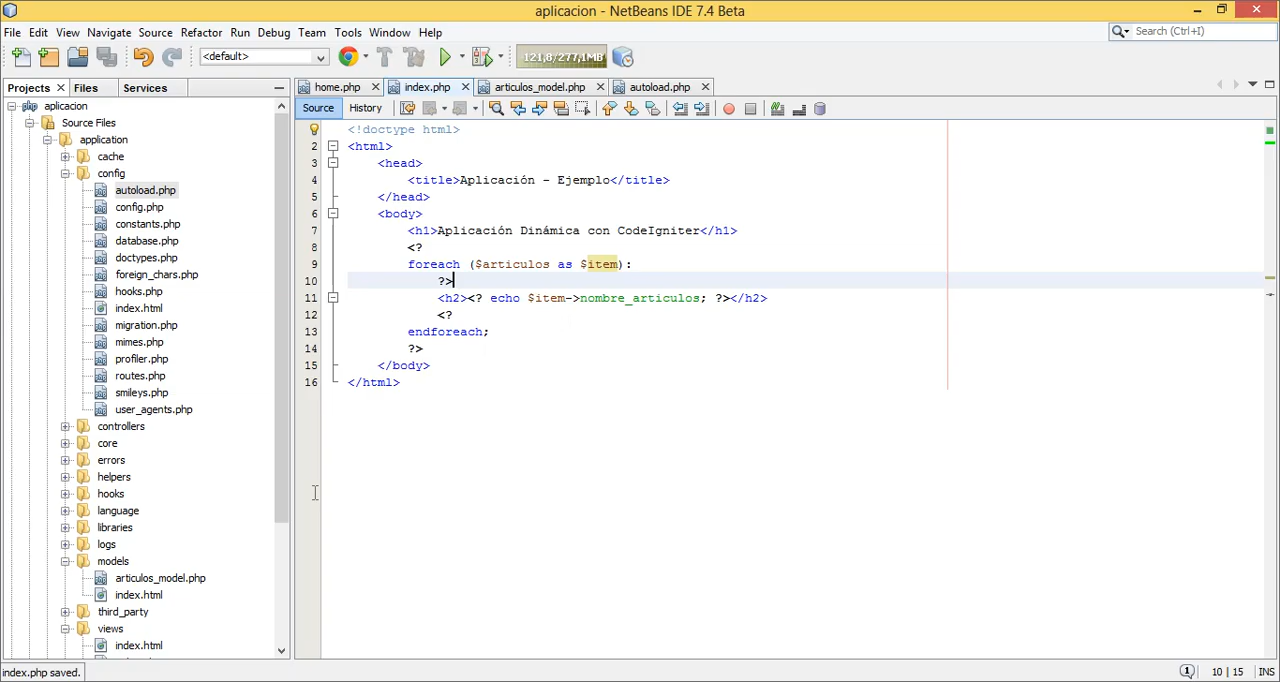 aplicacion - NetBeans IDE 7.4 Beta
File Edit View Navigate Source Refactor Run Debug Team Tools Window Help
Search (Ctrl+I)
<default>
121,8/277,1MB
Projects Files Services
home.php index.php articulos_model.php autoload.php
Source History
aplicacion
Source Files
application
cache
config
autoload.php
config.php
constants.php
database.php
doctypes.php
foreign_chars.php
hooks.php
index.html
migration.php
mimes.php
profiler.php
routes.php
smileys.php
user_agents.php
controllers
core
errors
helpers
hooks
language
libraries
logs
models
articulos_model.php
index.html
third_party
views
index.html
<!doctype html>
2 <html>
3 <head>
4 <title>Aplicación - Ejemplo</title>
5 </head>
6 <body>
7 <h1>Aplicación Dinámica con CodeIgniter</h1>
8 <?
9 foreach ($articulos as $item):
10 ?>
11 <h2><? echo $item->nombre_articulos; ?></h2>
12 <?
13 endforeach;
14 ?>
15 </body>
16 </html>
index.php saved.
1
10 | 15 INS